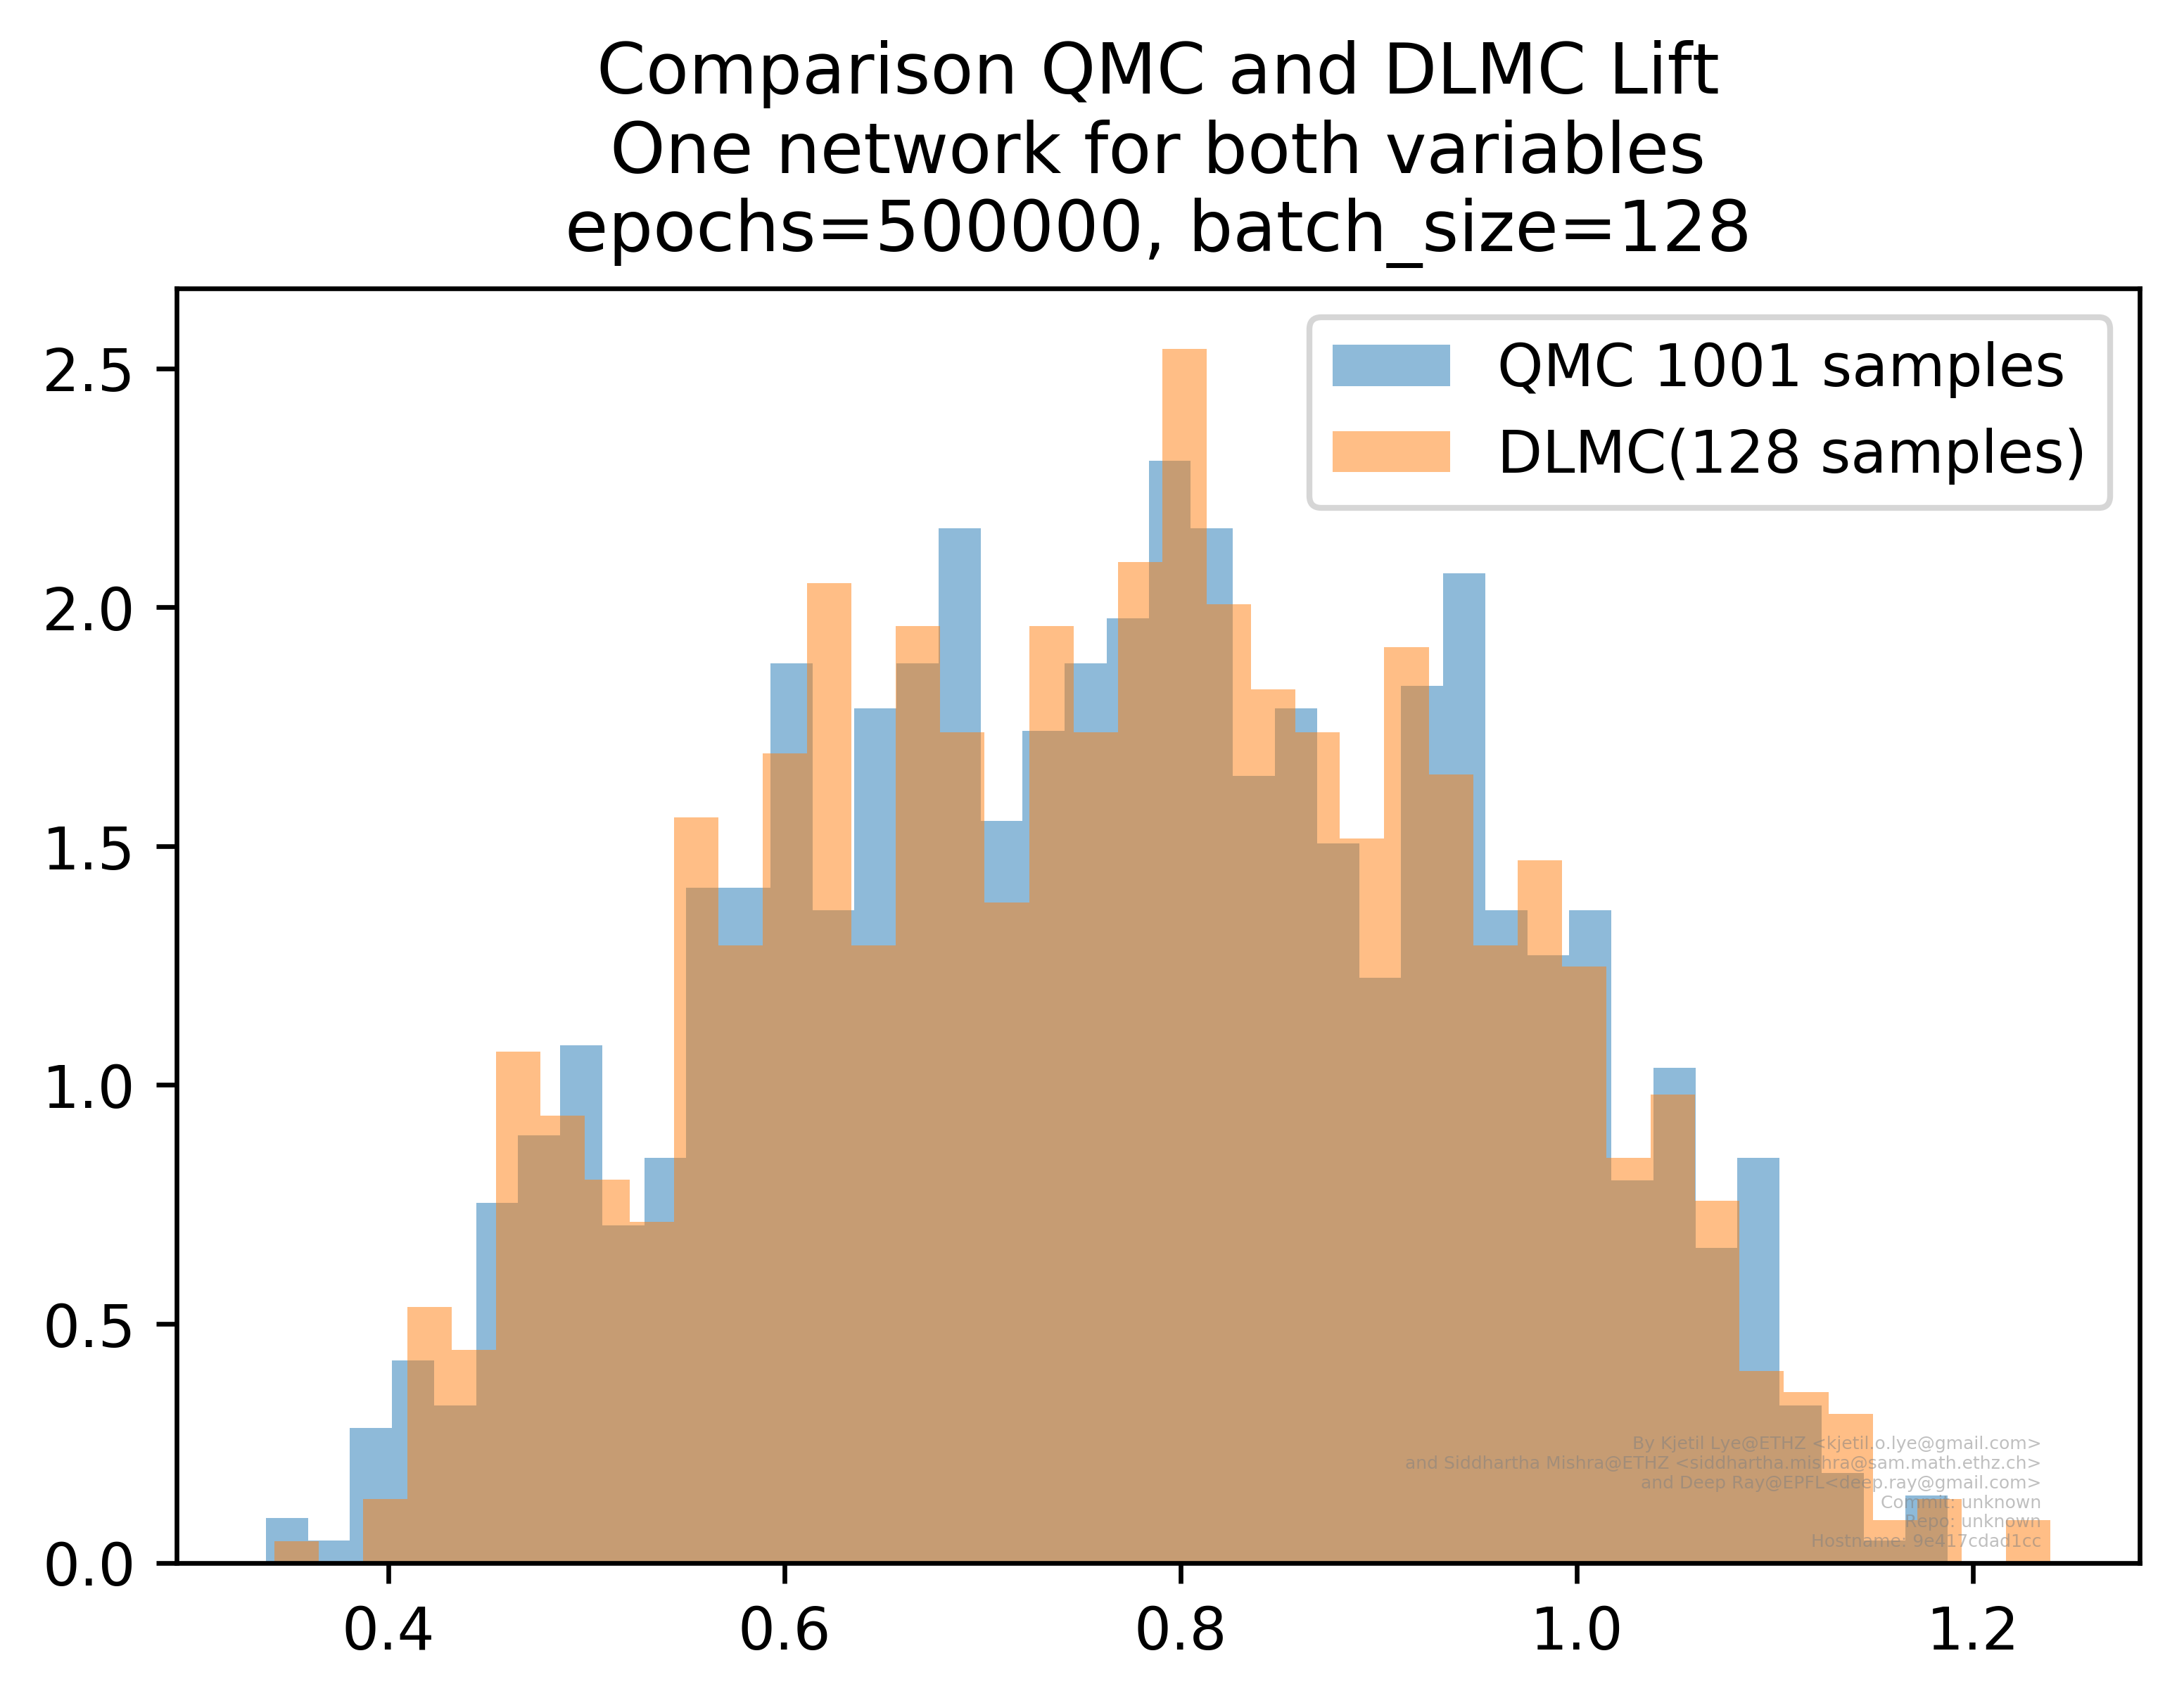 Comparison QMC and DLMC Lift
One network for both variables
epochs=500000, batch_size=128
QMC 1001 samples
DLMC(128 samples)
2.5
2.0
1.5
1.0
0.5
0.0
0.4
0.6
0.8
1.0
1.2
By Kjetil Lye@ETHZ <kjetil.o.lye@gmail.com>
and Siddhartha Mishra@ETHZ <siddhartha.mishra@sam.math.ethz.ch>
and Deep Ray@EPFL<deep.ray@gmail.com>
Commit: unknown
Repo: unknown
Hostname: 9e417cdad1cc